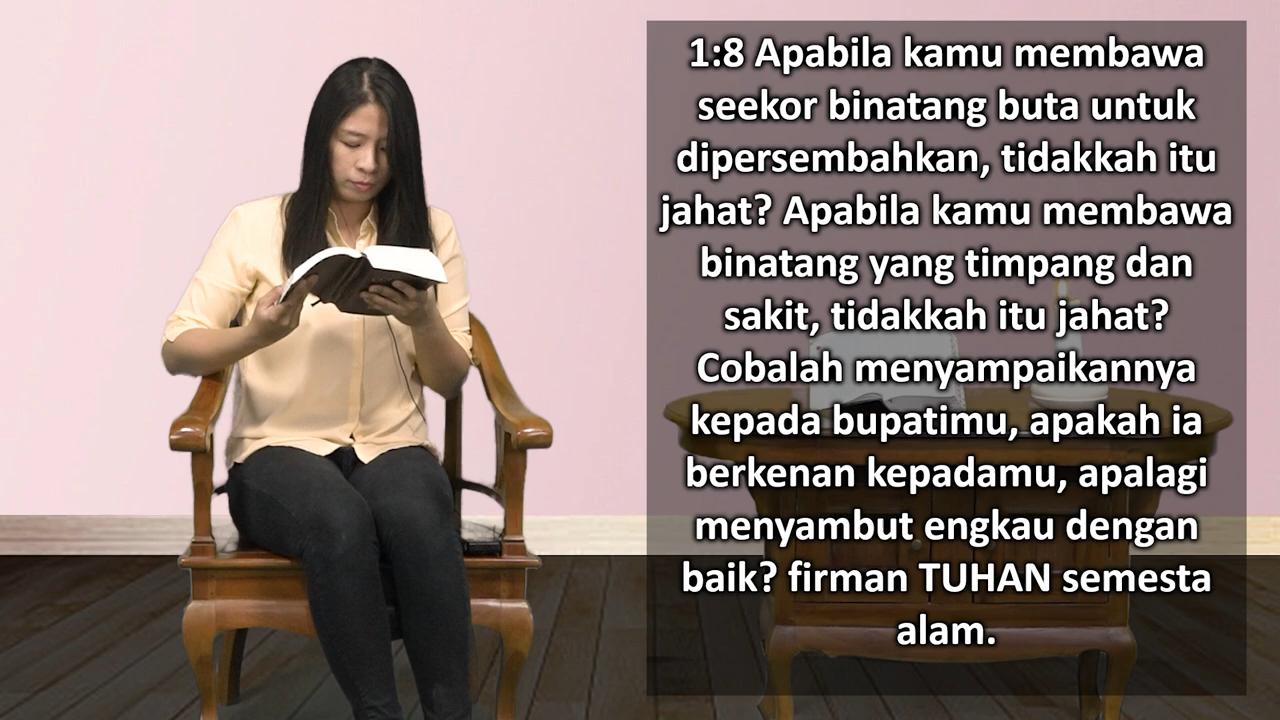 1:8 Apabila kamu membawa
seekor binatang buta untuk
dipersembahkan, tidakkah itu
jahat? Apabila kamu membawa
binatang yang timpang dan
sakit, tidakkah itu jahat?
Cobalah menyampaikannya
kepada bupatimu, apakah ia
berkenan kepadamu, apalagi
menyambut engkau dengan
baik? firman TUHAN semesta
alam.